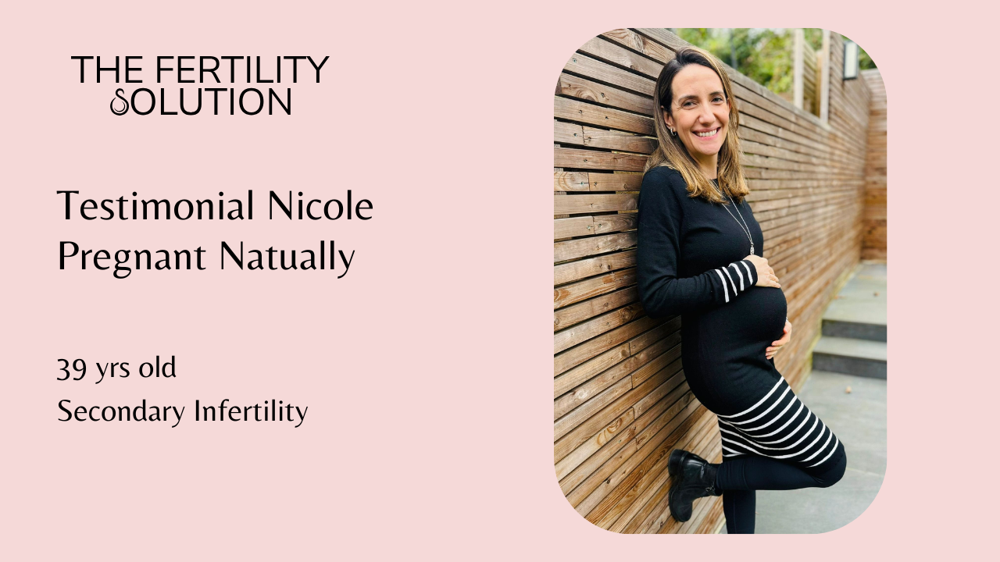 THE FERTILITY
SOLUTION
Testimonial Nicole
Pregnant Natually
39 yrs old
Secondary Infertility